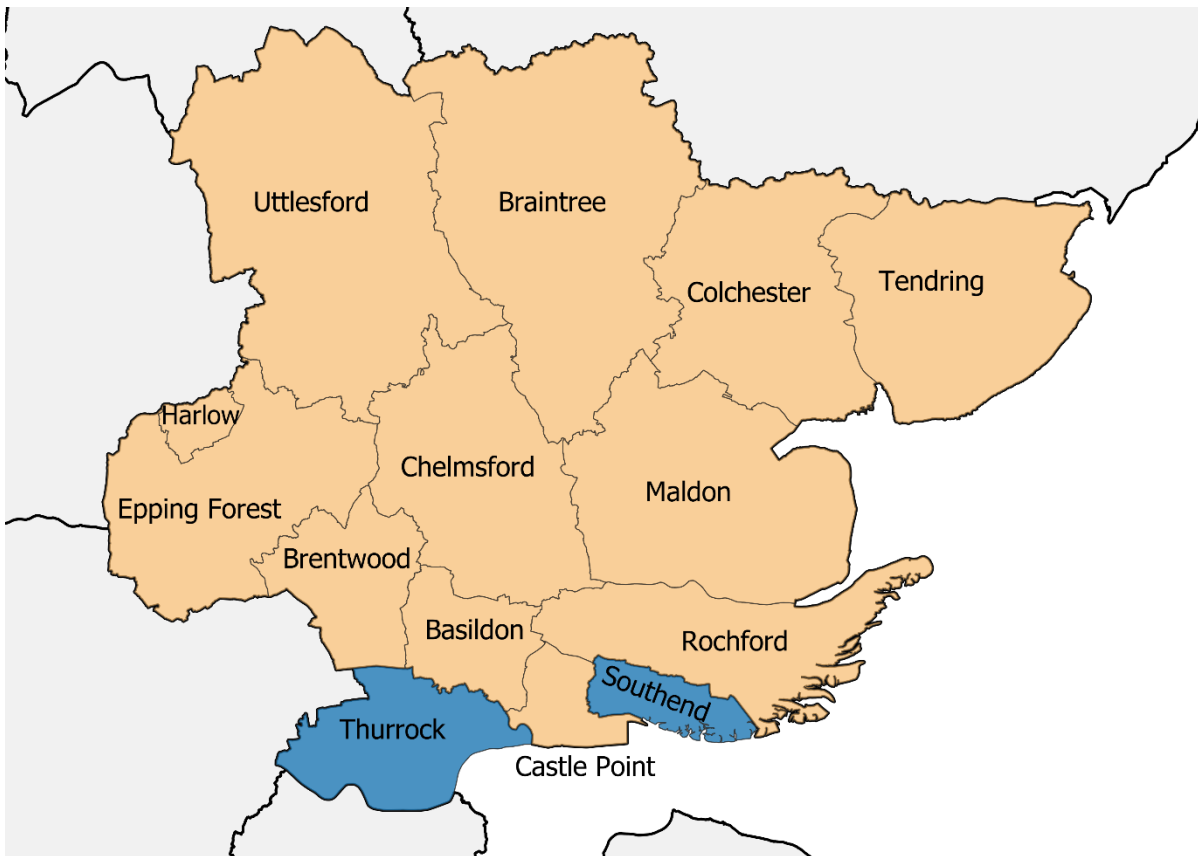 Uttlesford
Braintree
Colchester
Tendring
Harlow
Chelmsford
Maldon
Epping Forest
Brentwood
Basildon
Rochford
Southend
Thurrock
Castle Point